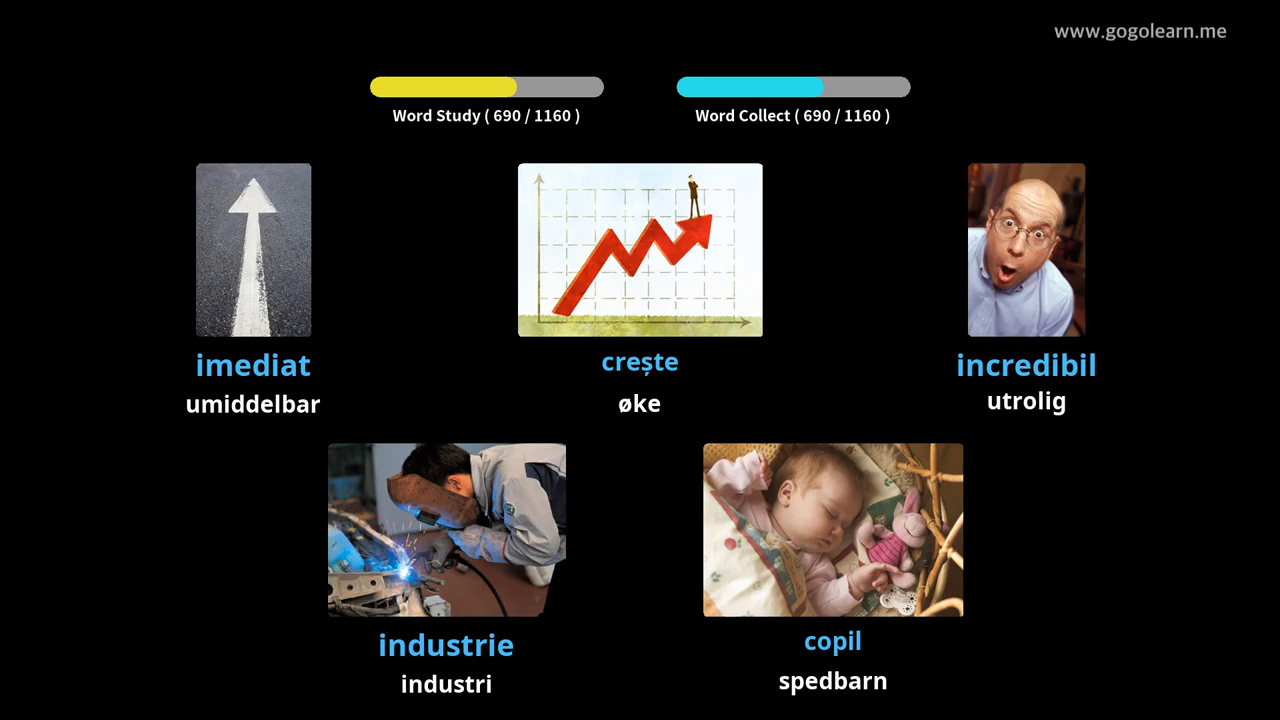 www.gogolearn.me
Word Study ( 690 / 1160 )
Word Collect ( 690 / 1160 )
imediat
umiddelbar
crește
øke
incredibil
utrolig
industrie
industri
copil
spedbarn